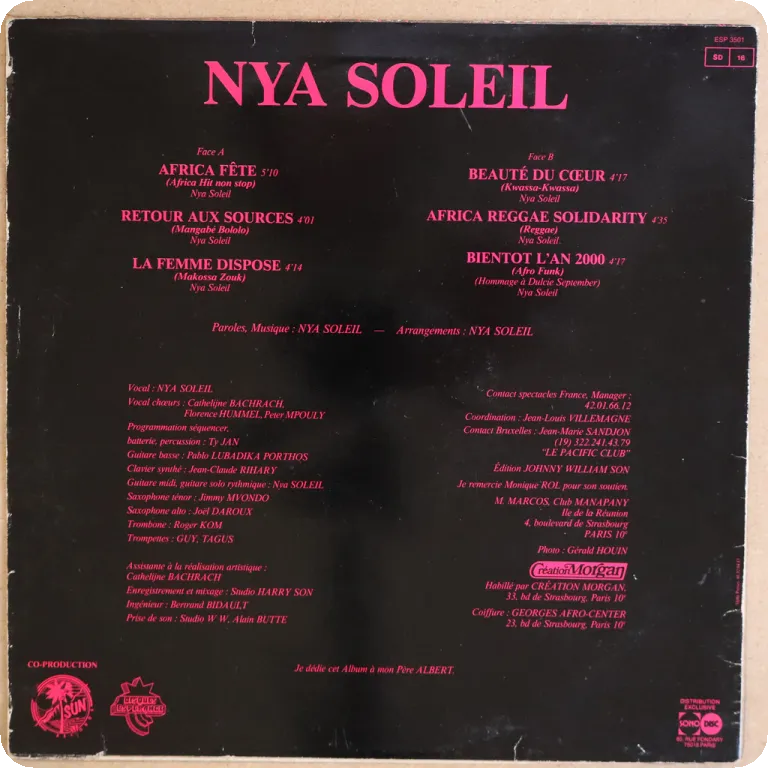 ESP 3501
SD 16
NYA SOLEIL
Face A
AFRICA FÊTE 5'10
(Africa Hit non stop)
Nya Soleil
RETOUR AUX SOURCES 4'01
(Mangabé Bololo)
Nya Soleil
LA FEMME DISPOSE 4'14
(Makossa Zouk)
Nya Soleil
Face B
BEAUTÉ DU CŒUR 4'17
(Kwassa-Kwassa)
Nya Soleil
AFRICA REGGAE SOLIDARITY 4'35
(Reggae)
Nya Soleil.
BIENTOT L'AN 2000 4'17
(Afro Funk)
(Hommage à Dulcie September)
Nya Soleil
Paroles, Musique : NYA SOLEIL — Arrangements : NYA SOLEIL
Vocal : NYA SOLEIL
Vocal chœurs : Cathelijne BACHRACH,
Florence HUMMEL, Peter MPOULY
Programmation séquencer,
batterie, percussion : Ty JAN
Guitare basse : Pablo LUBADIKA PORTHOS
Clavier synthé : Jean-Claude RIHARY
Guitare midi, guitare solo rythmique : Nya SOLEIL
Saxophone ténor : Jimmy MVONDO
Saxophone alto : Joël DAROUX
Trombone : Roger KOM
Trompettes : GUY, TAGUS
Assistante à la réalisation artistique :
Cathelijne BACHRACH
Enregistrement et mixage : Studio HARRY SON
Ingénieur : Bertrand BIDAULT
Prise de son : Studio W W, Alain BUTTE
Contact spectacles France, Manager :
42.01.66.12
Coordination : Jean-Louis VILLEMAGNE
Contact Bruxelles : Jean-Marie SANDJON
(19) 322.241.43.79
"LE PACIFIC CLUB"
Édition JOHNNY WILLIAM SON
Je remercie Monique ROL pour son soutien.
M. MARCOS, Club MANAPANY
Ile de la Réunion
4, boulevard de Strasbourg
PARIS 10e
Photo : Gérald HOUIN
Création Morgan
Habillé par CRÉATION MORGAN,
33, bd de Strasbourg, Paris 10e
Coiffure : GEORGES AFRO-CENTER
23, bd de Strasbourg, Paris 10e
Je dédie cet Album à mon Père ALBERT.
CO-PRODUCTION
SUN
DISQUES
ESPERANCE
DISTRIBUTION
EXCLUSIVE
SONO DISC
50, RUE FONDARY
75015 PARIS